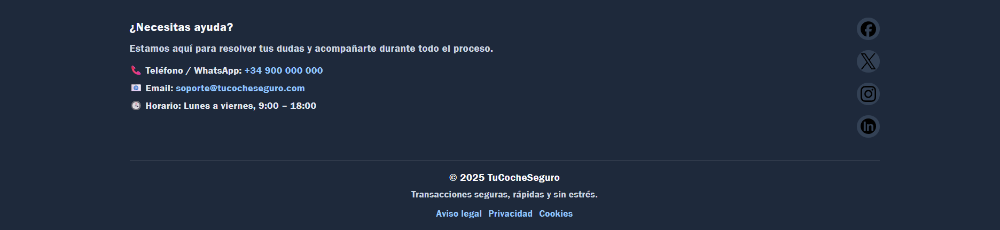 ¿Necesitas ayuda?
Estamos aquí para resolver tus dudas y acompañarte durante todo el proceso.
Teléfono / WhatsApp: +34 900 000 000
Email: soporte@tucocheseguro.com
Horario: Lunes a viernes, 9:00 – 18:00
© 2025 TuCocheSeguro
Transacciones seguras, rápidas y sin estrés.
Aviso legal Privacidad Cookies